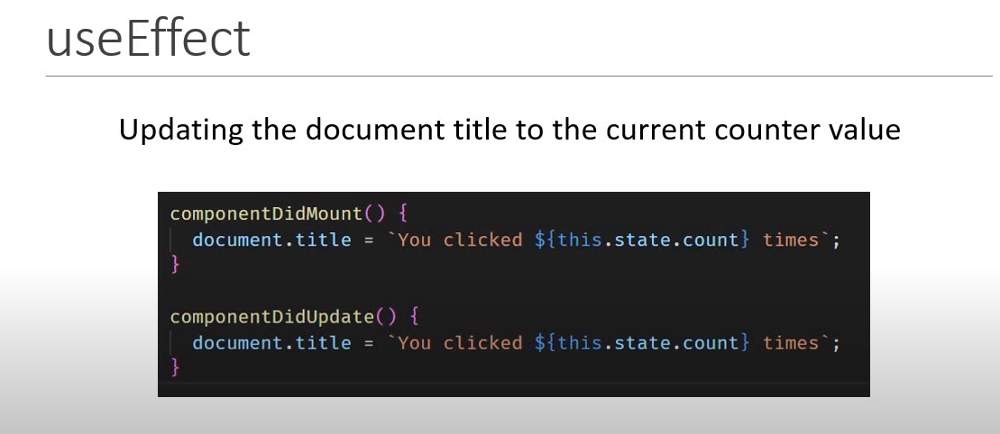 useEffect
Updating the document title to the current counter value
componentDidMount() {
  document.title = `You clicked ${this.state.count} times`;
}
componentDidUpdate() {
  document.title = `You clicked ${this.state.count} times`;
}